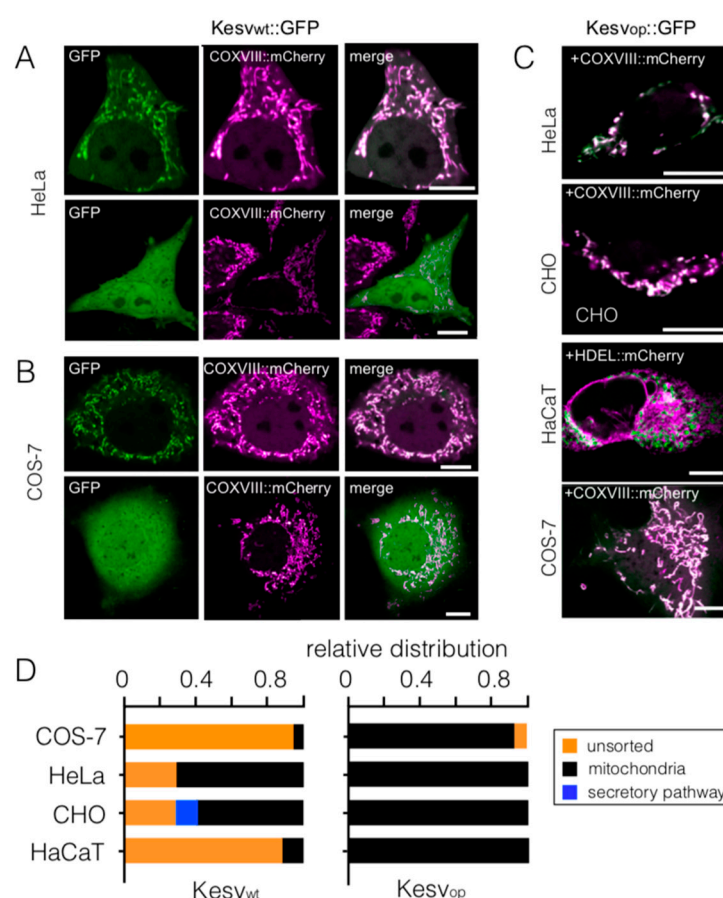 Kesvwt::GFP
Kesvop::GFP
A
C
GFP
COXVIII::mCherry
merge
+COXVIII::mCherry
HeLa
HeLa
GFP
COXVIII::mCherry
merge
+COXVIII::mCherry
CHO
CHO
B
GFP
COXVIII::mCherry
merge
+HDEL::mCherry
HaCaT
COS-7
GFP
COXVIII::mCherry
merge
+COXVIII::mCherry
COS-7
D
relative distribution
0 0.4 0.8 0 0.4 0.8
COS-7
HeLa
CHO
HaCaT
unsorted
mitochondria
secretory pathway
Kesvwt
Kesvop